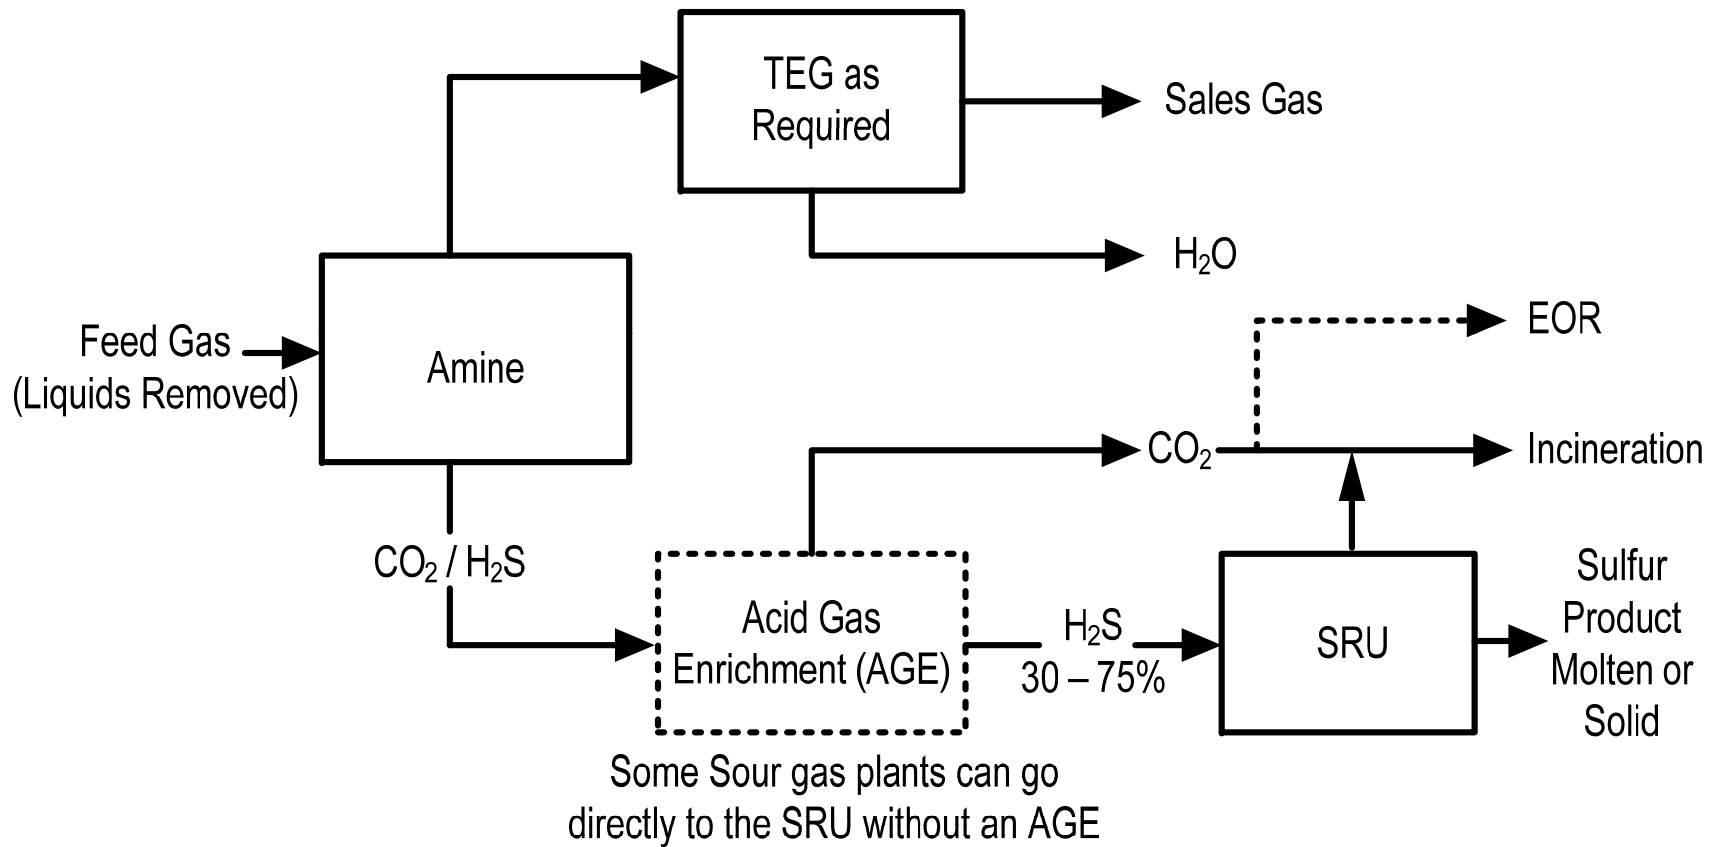 TEG as
Required
Sales Gas
H₂O
Feed Gas
(Liquids Removed)
Amine
EOR
CO₂
Incineration
CO₂ / H₂S
Acid Gas
Enrichment (AGE)
H₂S
30 – 75%
SRU
Sulfur
Product
Molten or
Solid
Some Sour gas plants can go
directly to the SRU without an AGE